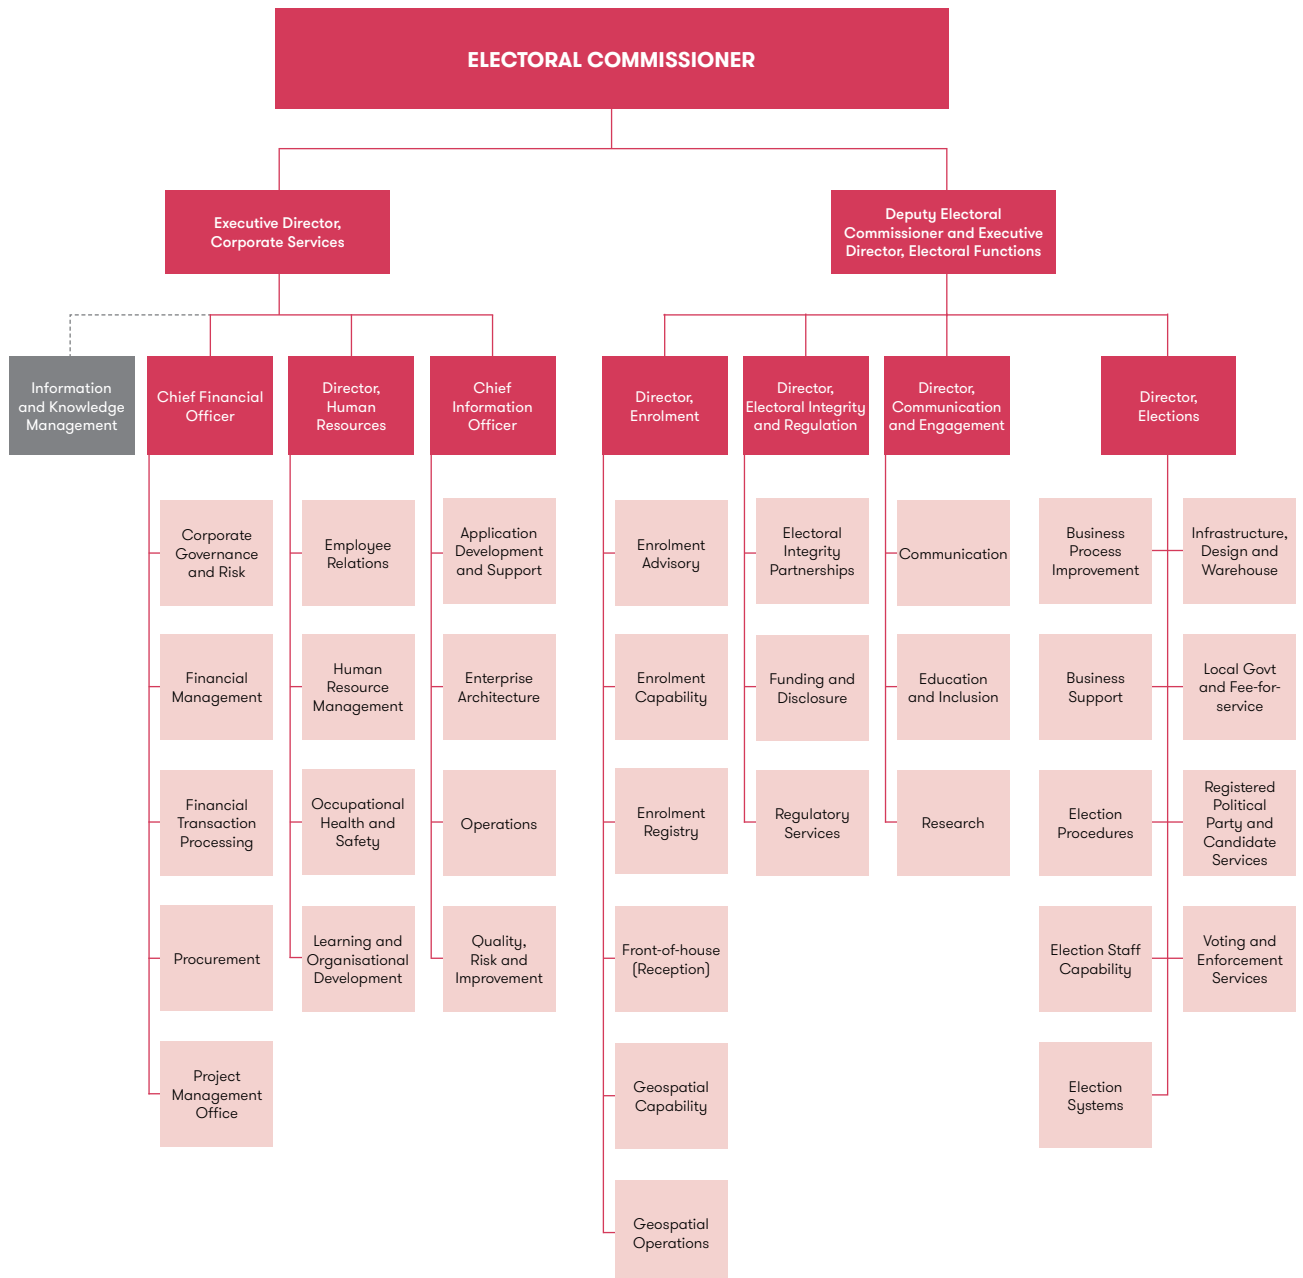 ELECTORAL COMMISSIONER
Executive Director,
Corporate Services
Deputy Electoral
Commissioner and Executive
Director, Electoral Functions
Information
and Knowledge
Management
Chief Financial
Officer
Director,
Human
Resources
Chief
Information
Officer
Director,
Enrolment
Director,
Electoral Integrity
and Regulation
Director,
Communication
and Engagement
Director,
Elections
Corporate
Governance
and Risk
Employee
Relations
Application
Development
and Support
Enrolment
Advisory
Electoral
Integrity
Partnerships
Communication
Business
Process
Improvement
Infrastructure,
Design and
Warehouse
Financial
Management
Human
Resource
Management
Enterprise
Architecture
Enrolment
Capability
Funding and
Disclosure
Education
and Inclusion
Business
Support
Local Govt
and Fee-for-
service
Financial
Transaction
Processing
Occupational
Health and
Safety
Operations
Enrolment
Registry
Regulatory
Services
Research
Election
Procedures
Registered
Political
Party and
Candidate
Services
Procurement
Learning and
Organisational
Development
Quality,
Risk and
Improvement
Front-of-house
(Reception)
Election Staff
Capability
Voting and
Enforcement
Services
Project
Management
Office
Geospatial
Capability
Election
Systems
Geospatial
Operations